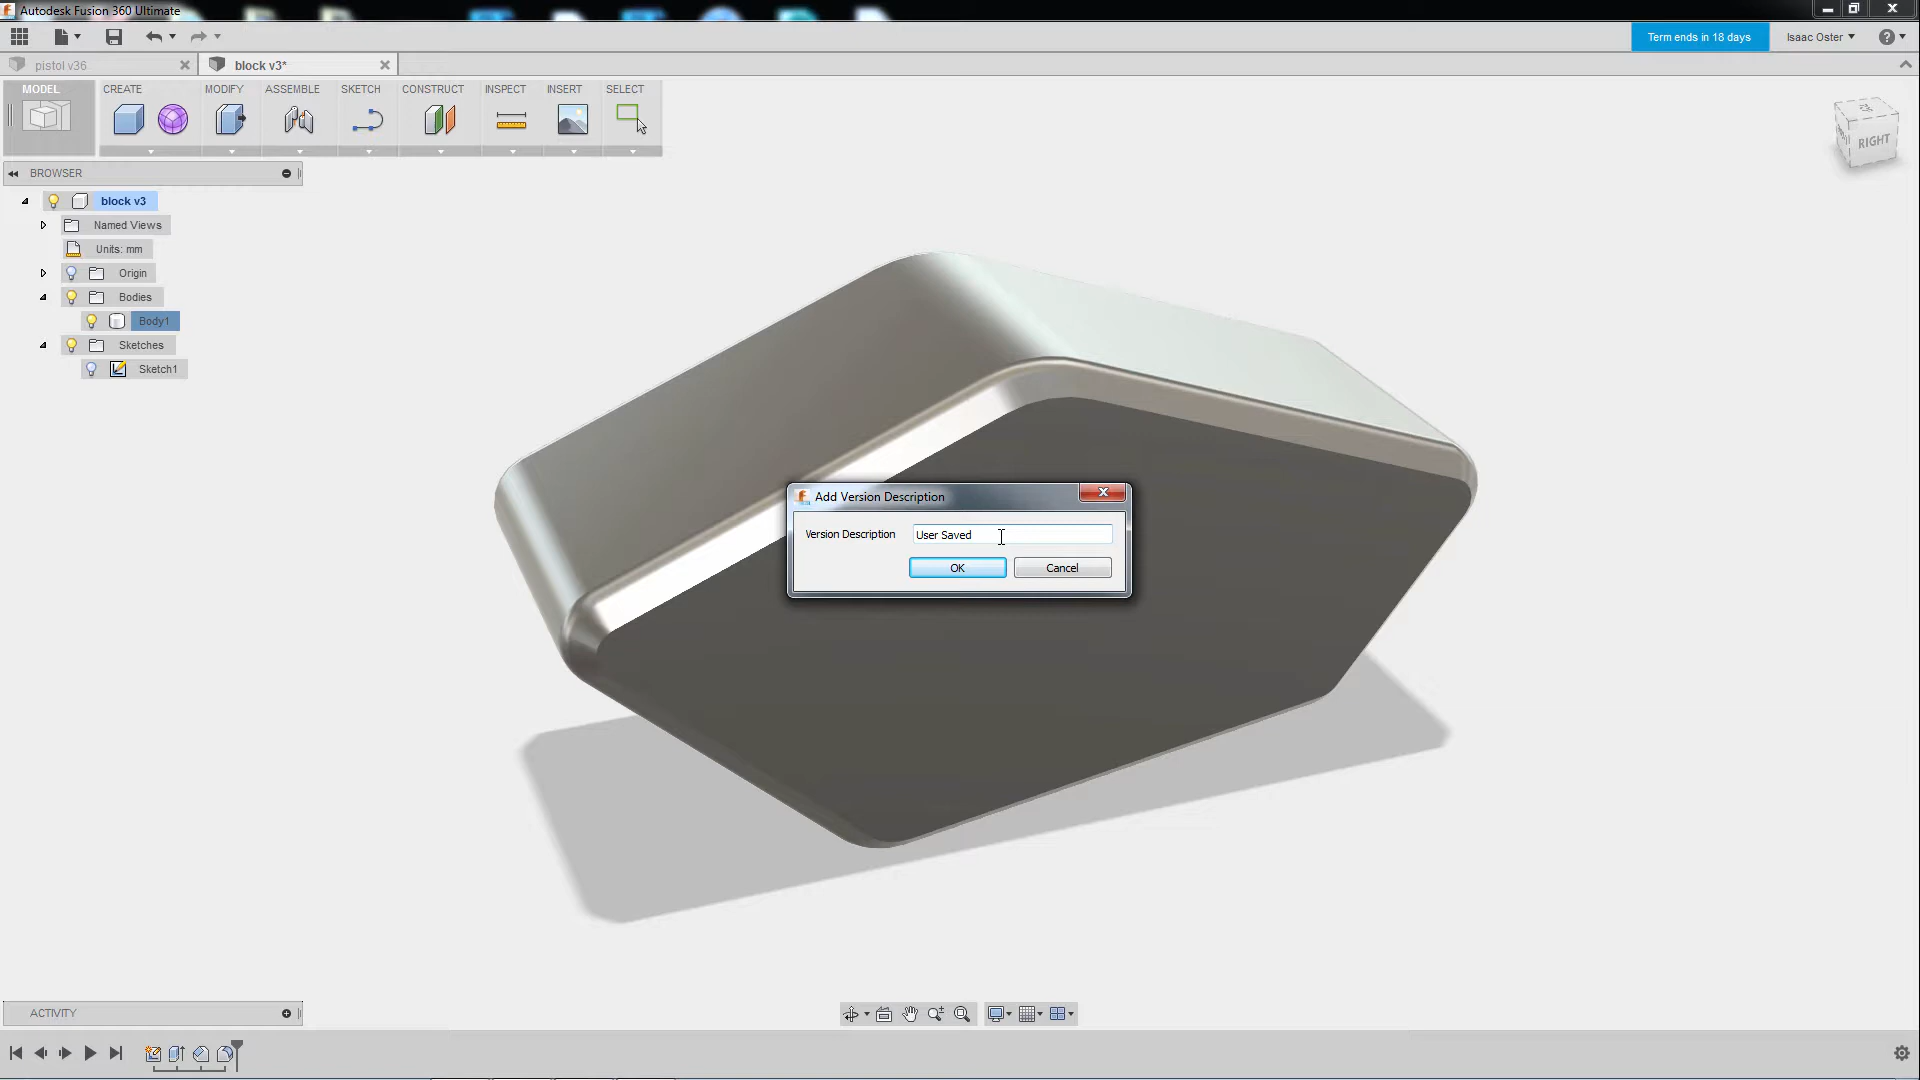 Autodesk Fusion 360 Ultimate
Term ends in 18 days
Isaac Oster
pistol v36
block v3*
MODEL
CREATE
MODIFY
ASSEMBLE
SKETCH
CONSTRUCT
INSPECT
INSERT
SELECT
RIGHT
BROWSER
block v3
Named Views
Units: mm
Origin
Bodies
Body1
Sketches
Sketch1
Add Version Description
Version Description
User Saved
OK
Cancel
ACTIVITY